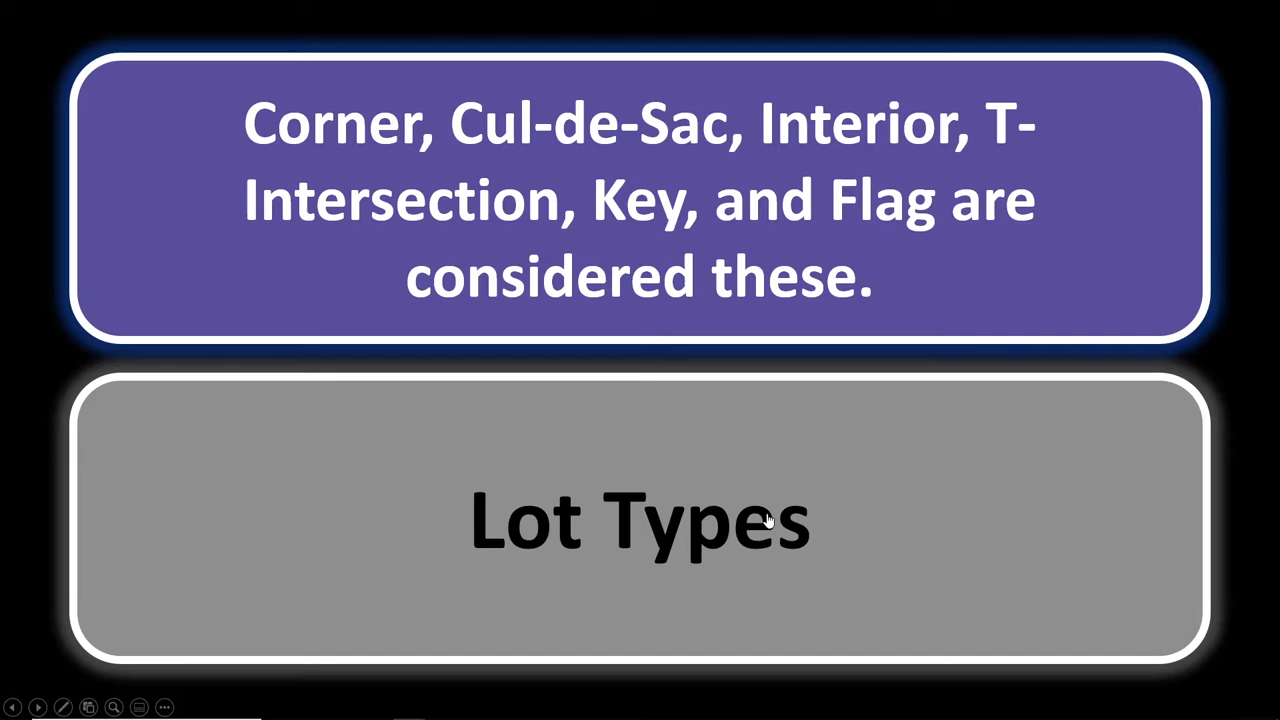 Corner, Cul-de-Sac, Interior, T-
Intersection, Key, and Flag are
considered these.
Lot Types